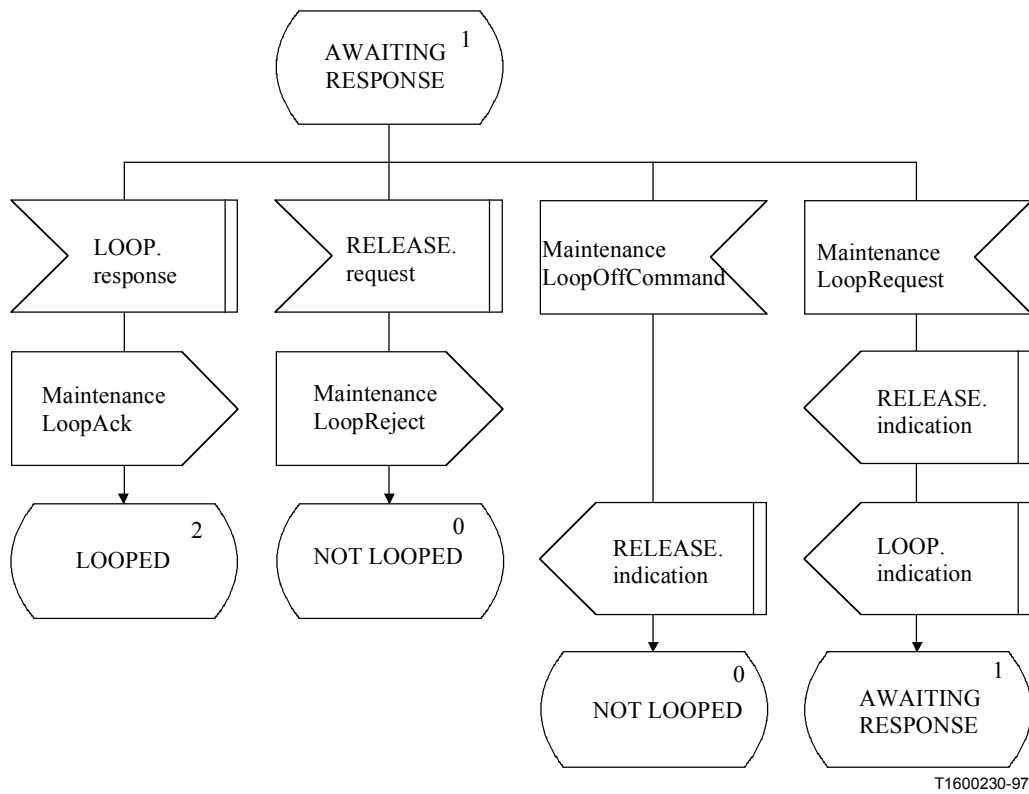 1
AWAITING
RESPONSE
LOOP.
response
RELEASE.
request
Maintenance
LoopOffCommand
Maintenance
LoopRequest
Maintenance
LoopAck
Maintenance
LoopReject
RELEASE.
indication
2
LOOPED
0
NOT LOOPED
RELEASE.
indication
LOOP.
indication
0
NOT LOOPED
1
AWAITING
RESPONSE
T1600230-97